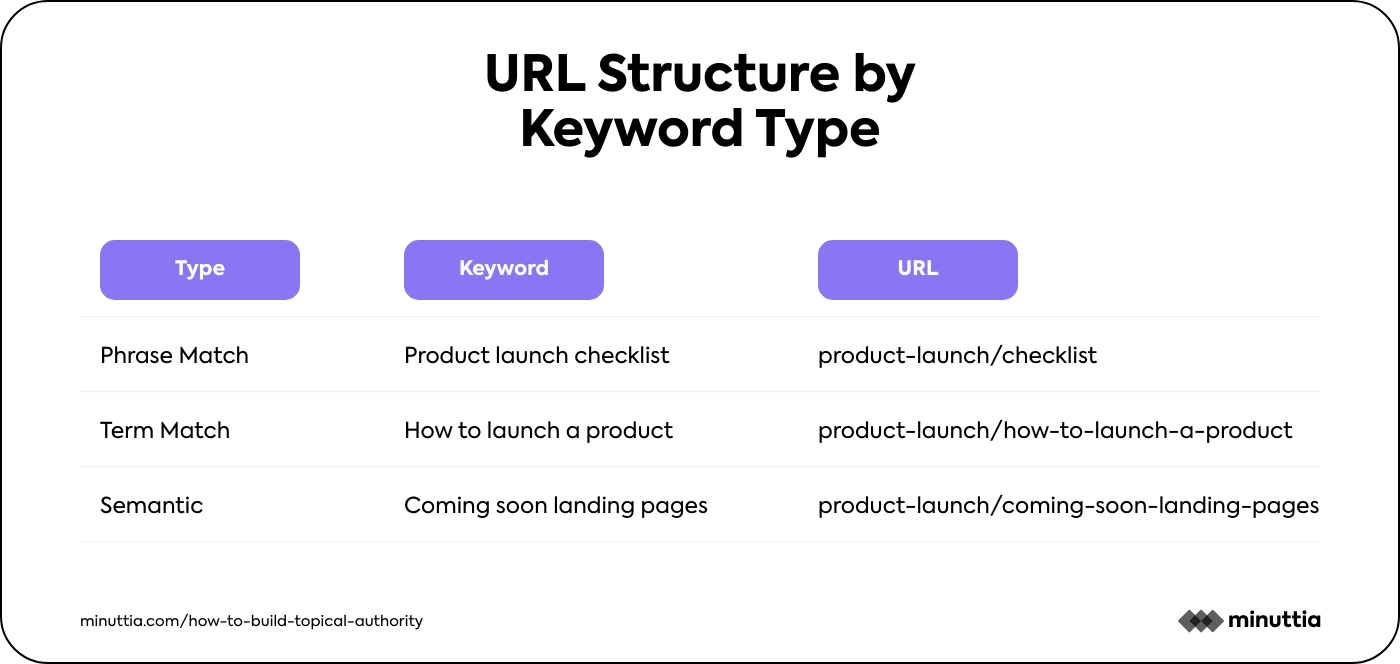 URL Structure by
Keyword Type
Type Keyword URL
Phrase Match Product launch checklist product-launch/checklist
Term Match How to launch a product product-launch/how-to-launch-a-product
Semantic Coming soon landing pages product-launch/coming-soon-landing-pages
minuttia.com/how-to-build-topical-authority minuttia